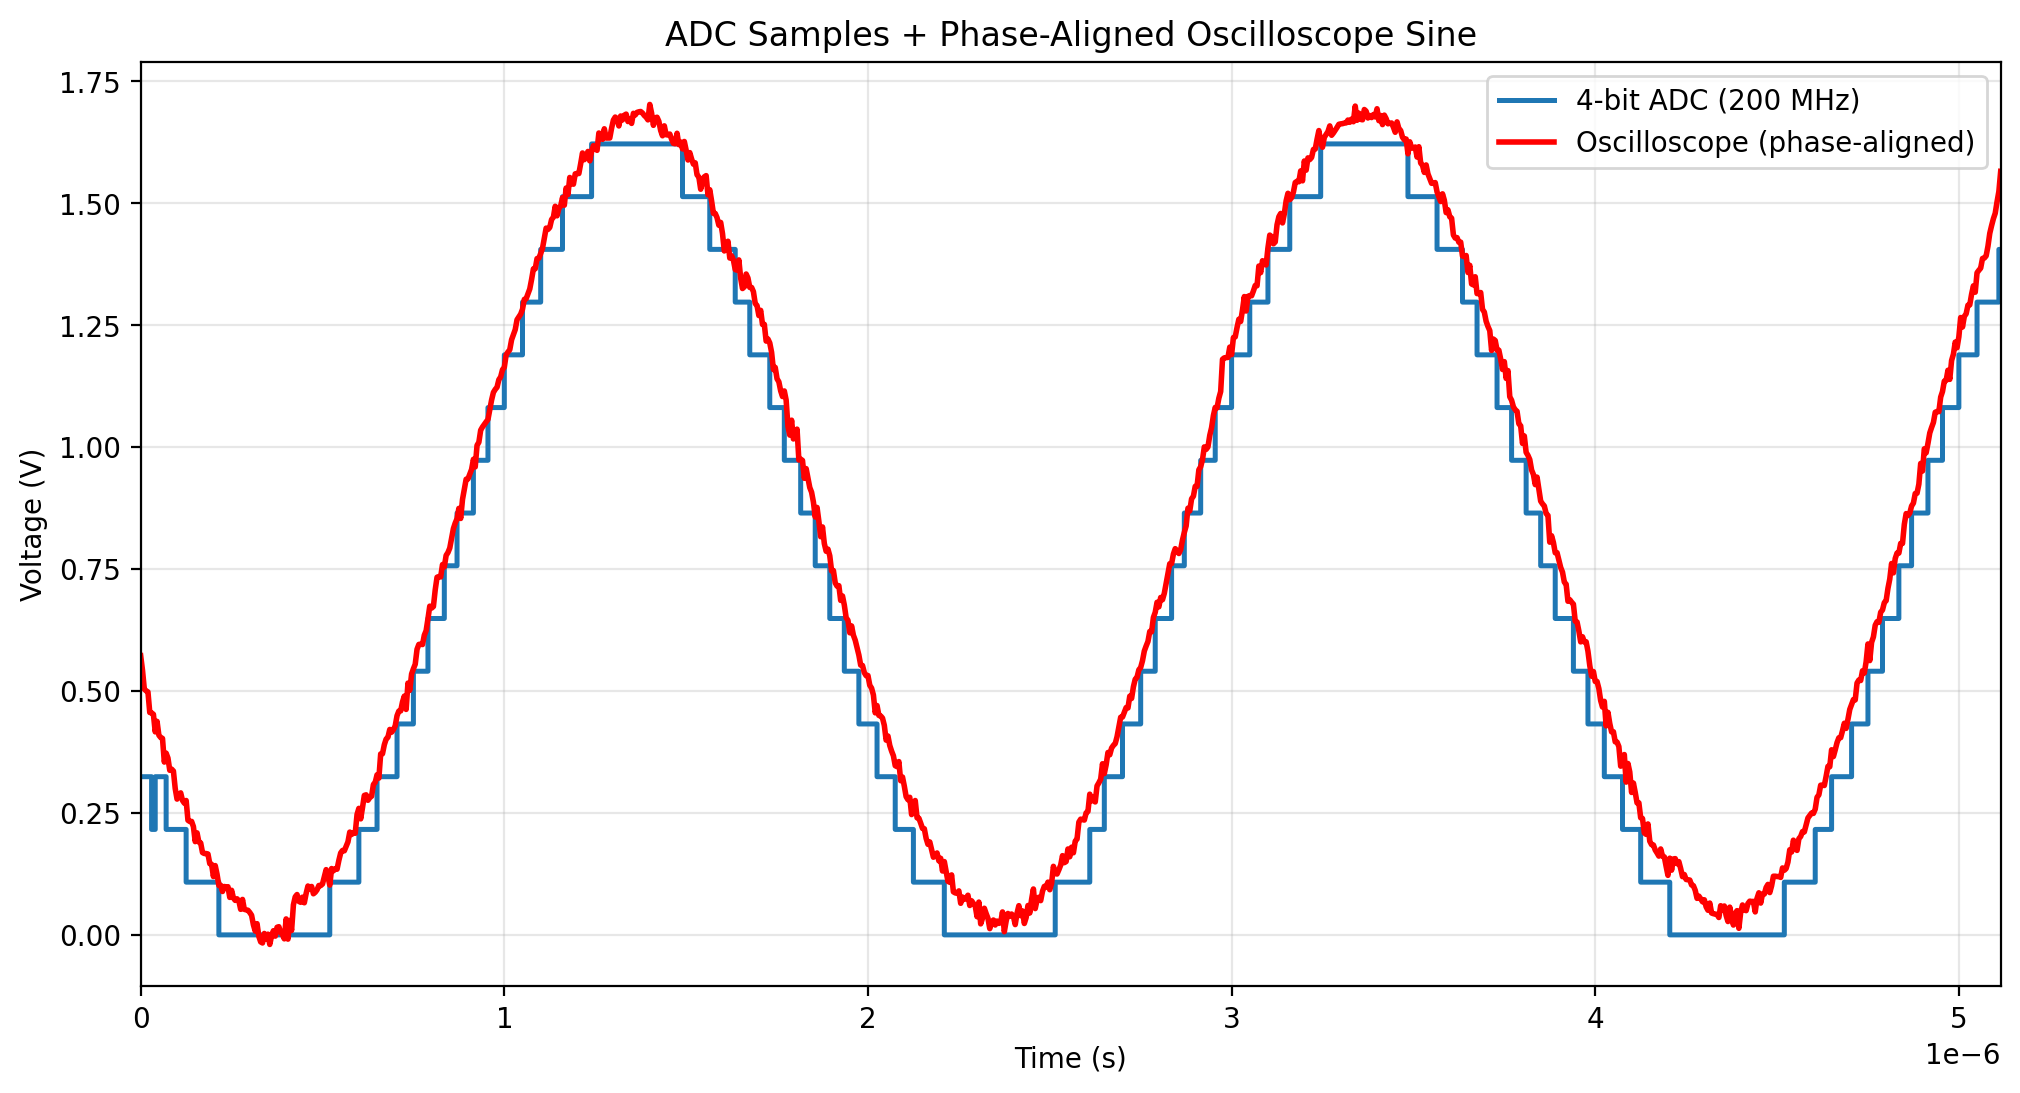 ADC Samples + Phase-Aligned Oscilloscope Sine
4-bit ADC (200 MHz)
Oscilloscope (phase-aligned)
Voltage (V)
1.75
1.50
1.25
1.00
0.75
0.50
0.25
0.00
0 1 2 3 4 5
1e−6
Time (s)